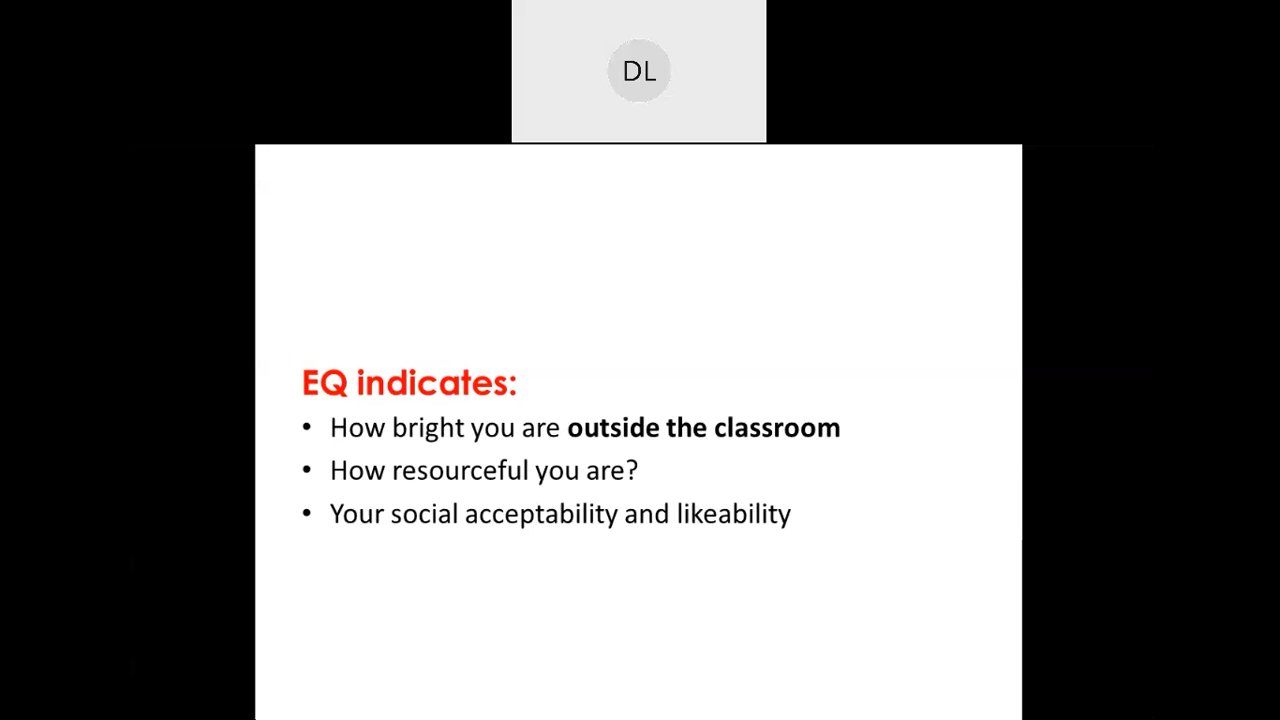 DL
EQ indicates:
• How bright you are outside the classroom
• How resourceful you are?
• Your social acceptability and likeability